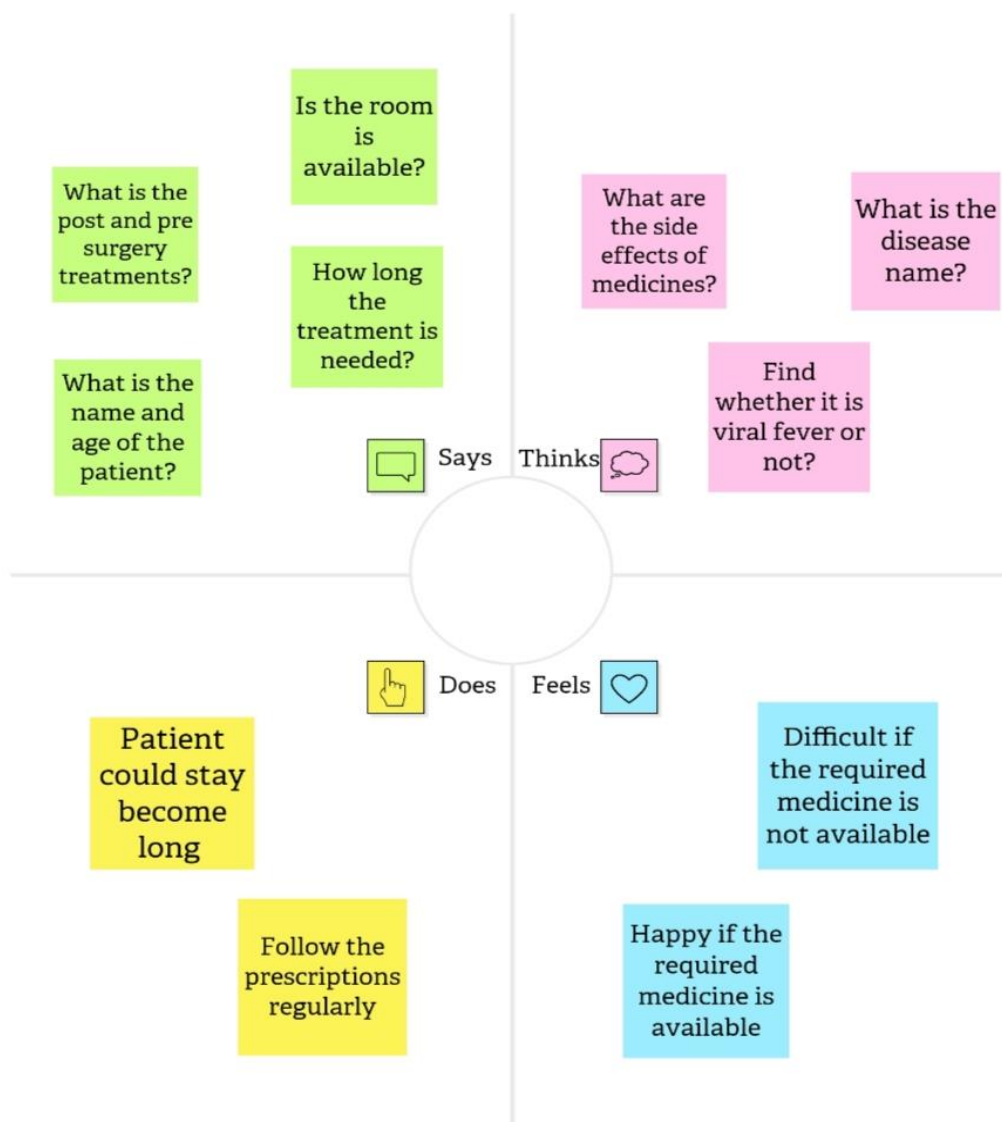 Is the room
is
available?
What is the
post and pre
surgery
treatments?
How long
the
treatment is
needed?
What is the
name and
age of the
patient?
Says
Thinks
What are
the side
effects of
medicines?
What is the
disease
name?
Find
whether it is
viral fever or
not?
Does
Feels
Patient
could stay
become
long
Follow the
prescriptions
regularly
Difficult if
the required
medicine is
not available
Happy if the
required
medicine is
available